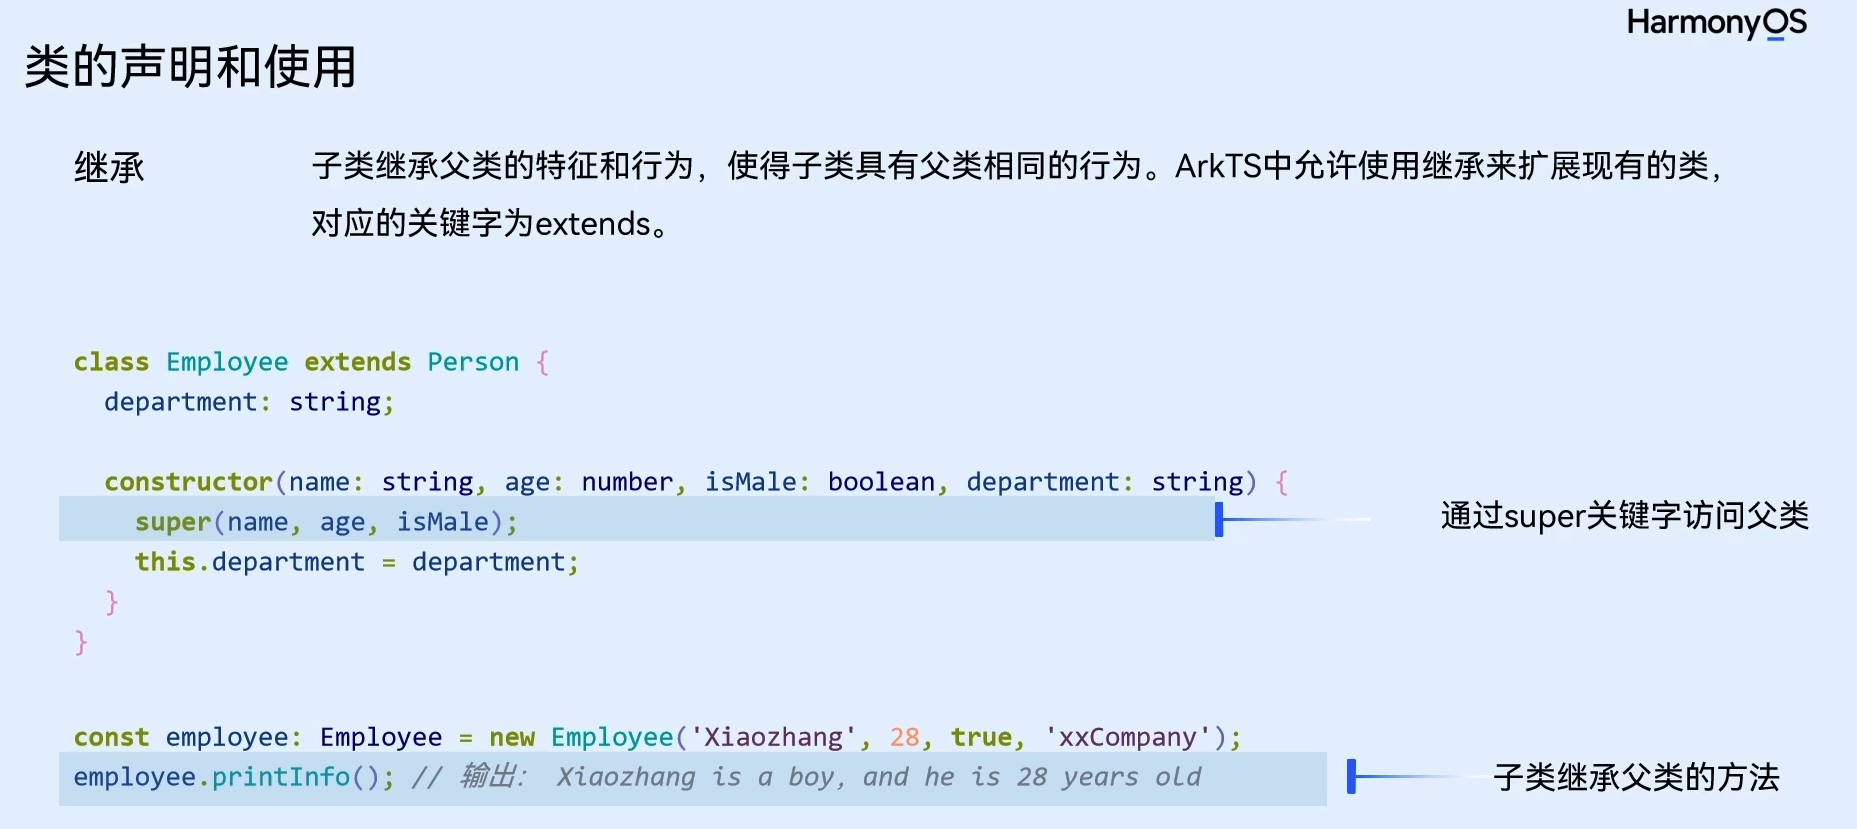 HarmonyOS
类的声明和使用
继承
子类继承父类的特征和行为，使得子类具有父类相同的行为。ArkTS中允许使用继承来扩展现有的类，
对应的关键字为extends。
class Employee extends Person {
department: string;
constructor(name: string, age: number, isMale: boolean, department: string) {
super(name, age, isMale);
通过super关键字访问父类
this.department = department;
}
}
const employee: Employee = new Employee('Xiaozhang', 28, true, 'xxCompany');
employee.printInfo(); // 输出： Xiaozhang is a boy, and he is 28 years old
子类继承父类的方法